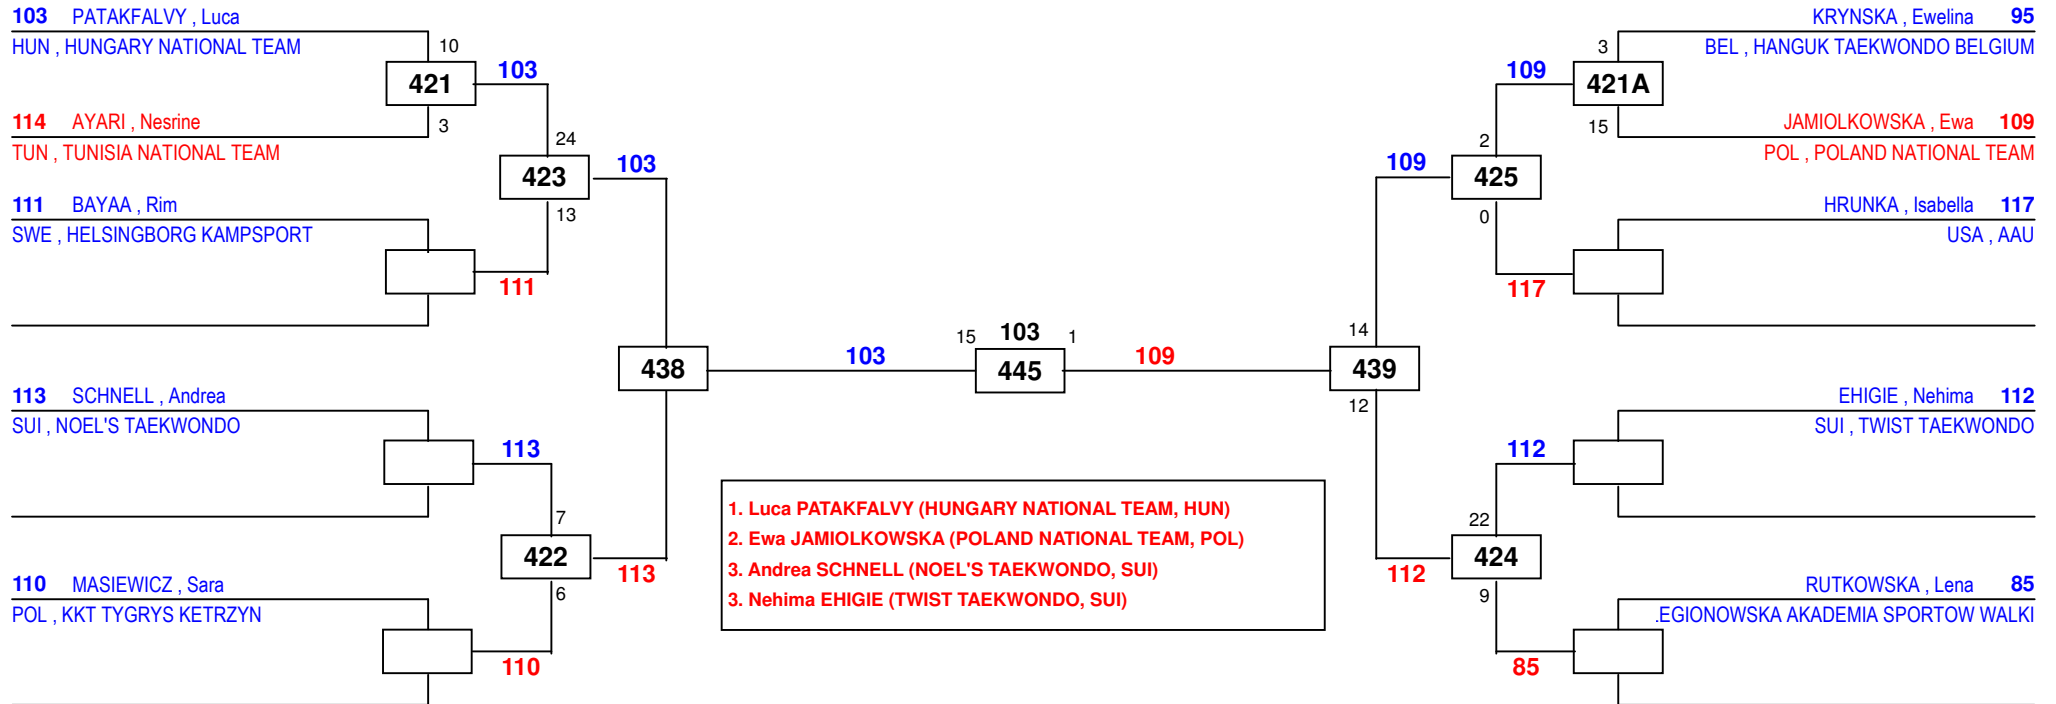 103 PATAKFALVY , Luca
HUN , HUNGARY NATIONAL TEAM
10
421
103
3
114 AYARI , Nesrine
TUN , TUNISIA NATIONAL TEAM
24
423
103
13
111 BAYAA , Rim
SWE , HELSINGBORG KAMPSPORT
111
438
113 SCHNELL , Andrea
SUI , NOEL'S TAEKWONDO
113
7
422
113
6
110 MASIEWICZ , Sara
POL , KKT TYGRYS KETRZYN
110
103
15 103 1
445
109
1. Luca PATAKFALVY (HUNGARY NATIONAL TEAM, HUN)
2. Ewa JAMIOLKOWSKA (POLAND NATIONAL TEAM, POL)
3. Andrea SCHNELL (NOEL'S TAEKWONDO, SUI)
3. Nehima EHIGIE (TWIST TAEKWONDO, SUI)
KRYNSKA , Ewelina 95
BEL , HANGUK TAEKWONDO BELGIUM
3
109
421A
15
JAMIOLKOWSKA , Ewa 109
POL , POLAND NATIONAL TEAM
2
109
425
0
HRUNKA , Isabella 117
USA , AAU
117
14
439
12
EHIGIE , Nehima 112
SUI , TWIST TAEKWONDO
112
22
424
112
9
RUTKOWSKA , Lena 85
.EGIONOWSKA AKADEMIA SPORTOW WALKI
85